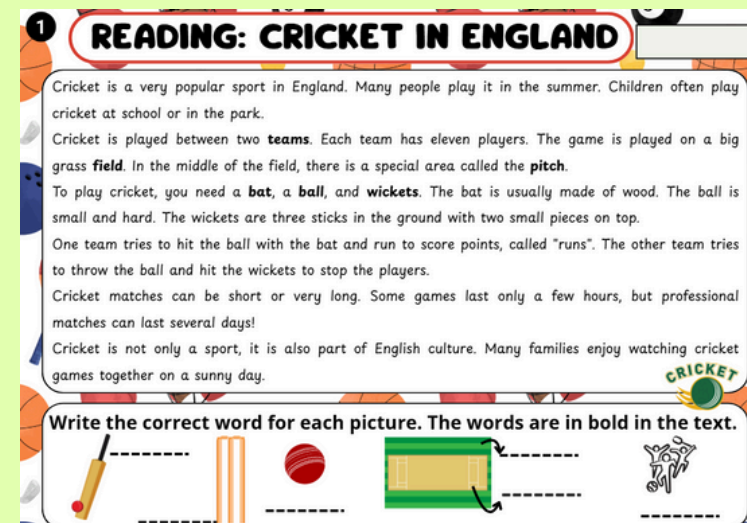 1
READING: CRICKET IN ENGLAND
Cricket is a very popular sport in England. Many people play it in the summer. Children often play
cricket at school or in the park.
Cricket is played between two teams. Each team has eleven players. The game is played on a big
grass field. In the middle of the field, there is a special area called the pitch.
To play cricket, you need a bat, a ball, and wickets. The bat is usually made of wood. The ball is
small and hard. The wickets are three sticks in the ground with two small pieces on top.
One team tries to hit the ball with the bat and run to score points, called "runs". The other team tries
to throw the ball and hit the wickets to stop the players.
Cricket matches can be short or very long. Some games last only a few hours, but professional
matches can last several days!
Cricket is not only a sport, it is also part of English culture. Many families enjoy watching cricket
games together on a sunny day.
CRICKET
Write the correct word for each picture. The words are in bold in the text.